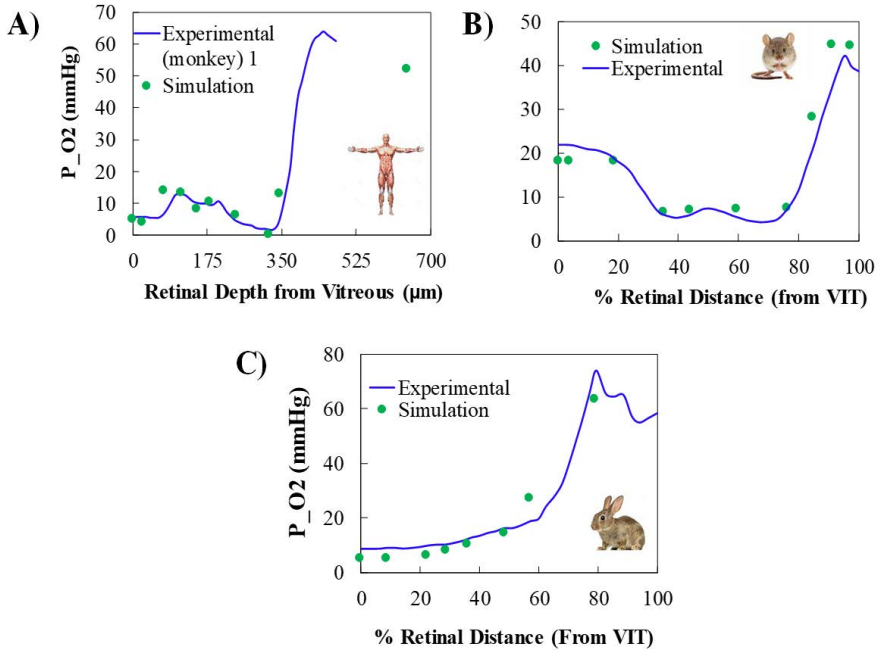 A)
70
60
50
40
30
20
10
0
P_O2 (mmHg)
Experimental
(monkey) 1
Simulation
0 175 350 525 700
Retinal Depth from Vitreous (µm)
B)
50
40
30
20
10
0
Simulation
Experimental
0 20 40 60 80 100
% Retinal Distance (from VIT)
C)
80
60
40
20
0
P_O2 (mmHg)
Experimental
Simulation
0 20 40 60 80 100
% Retinal Distance (From VIT)